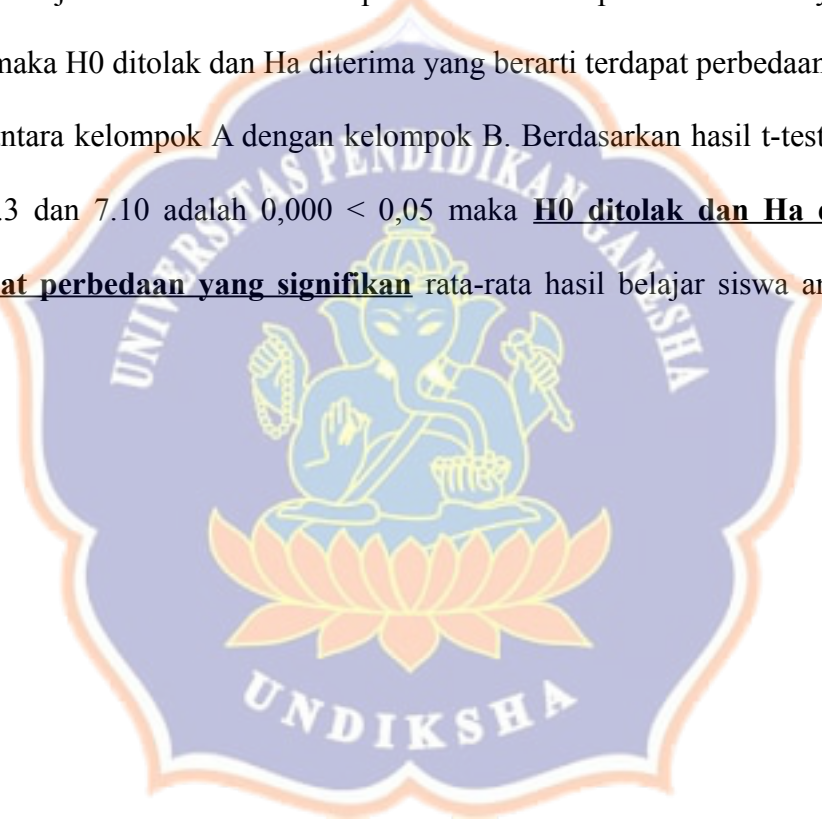 maka H0 ditolak dan Ha diterima yang berarti terdapat perbedaan
ntara kelompok A dengan kelompok B. Berdasarkan hasil t-test
.3 dan 7.10 adalah 0,000 < 0,05 maka H0 ditolak dan Ha
at perbedaan yang signifikan rata-rata hasil belajar siswa
UNIVERSITAS PENDIDIKAN GANESHA
UNDIKSHA